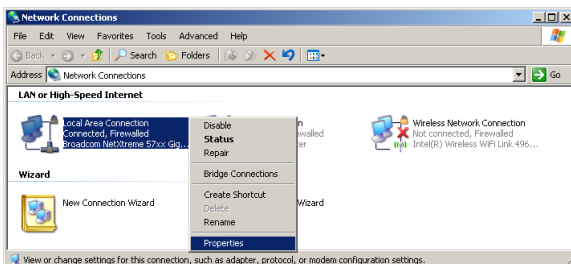 Network Connections
File Edit View Favorites Tools Advanced Help
Back Search Folders
Address Network Connections Go
LAN or High-Speed Internet
Local Area Connection
Connected, Firewalled
Broadcom NetXtreme 57xx Gig...
Disable
Status
Repair
Bridge Connections
Create Shortcut
Delete
Rename
Properties
Wireless Network Connection
Not connected, Firewalled
Intel(R) Wireless WiFi Link 496...
Wizard
New Connection Wizard
Wizard
View or change settings for this connection, such as adapter, protocol, or modem configuration settings.